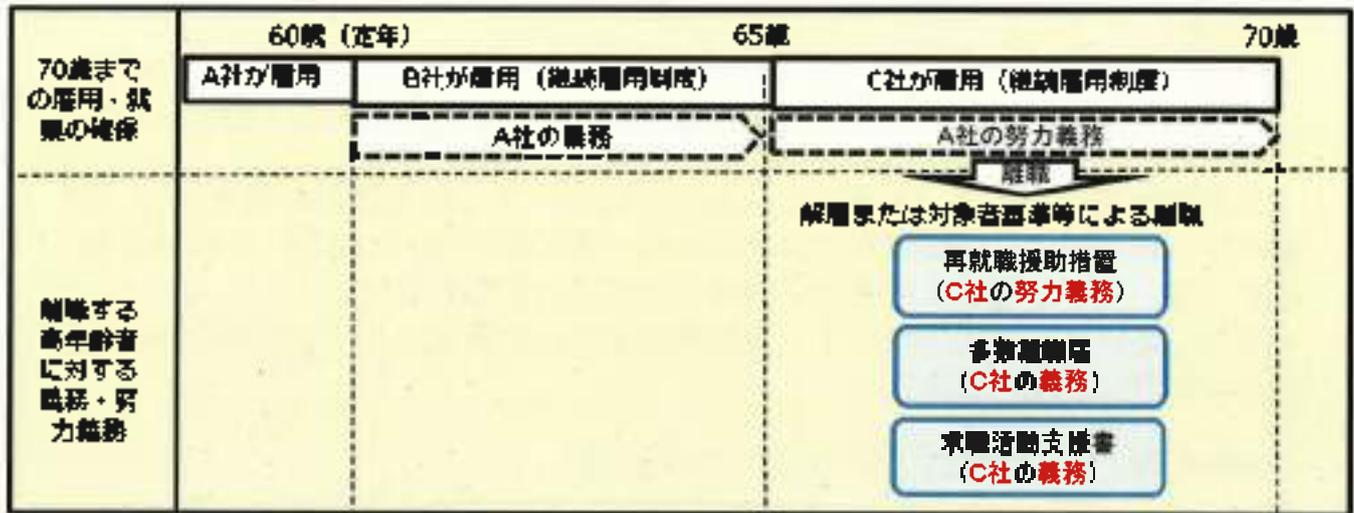 60歳（定年）
65歳
70歳
70歳まで
の雇用・就
業の確保
A社が雇用
B社が雇用（継続雇用制度）
C社が雇用（継続雇用制度）
A社の義務
A社の努力義務
離職
解雇または対象者基準等による離職
離職する
高年齢者
に対する
義務・努
力義務
再就職援助措置
（C社の努力義務）
多数離職届
（C社の義務）
求職活動支援書
（C社の義務）